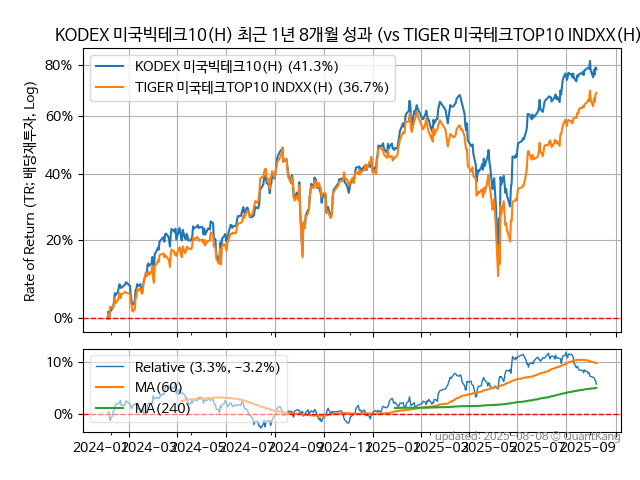 KODEX 미국빅테크10(H) 최근 1년 8개월 성과 (vs TIGER 미국테크TOP10 INDXX(H)
KODEX 미국빅테크10(H) (41.3%)
TIGER 미국테크TOP10 INDXX(H) (36.7%)
80%
60%
40%
20%
0%
Rate of Return (TR: 배당재투자, Log)
Relative (3.3%, -3.2%)
MA(60)
MA(240)
10%
0%
2024-01 2024-03 2024-05 2024-07 2024-09 2024-11 2025-01 2025-03 2025-05 2025-07 2025-09
updated: 2025-08-08 © QuantKang